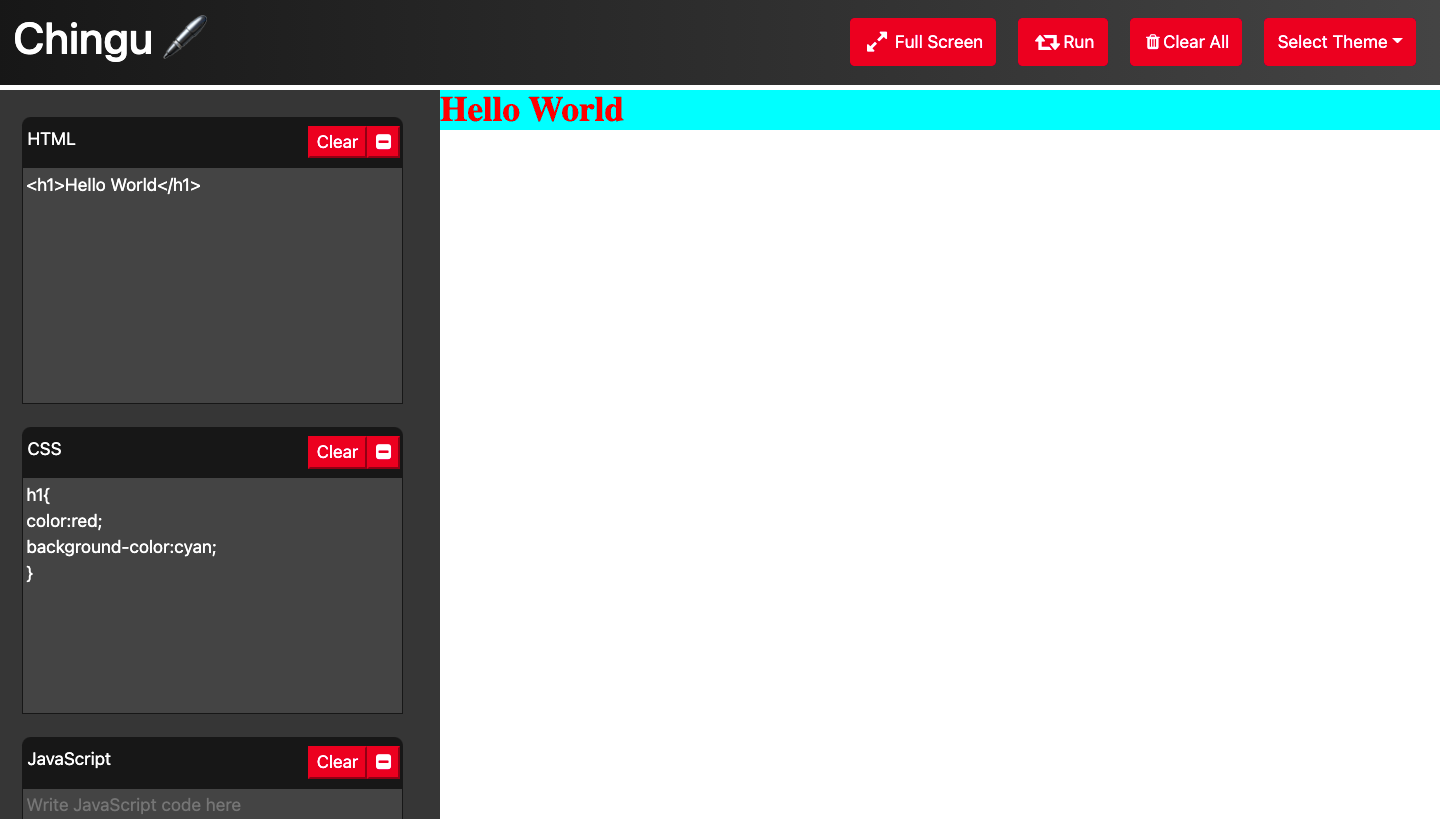 Chingu
Full Screen
Run
Clear All
Select Theme
HTML
Clear
<h1>Hello World</h1>
CSS
Clear
h1{
color:red;
background-color:cyan;
}
JavaScript
Clear
Write JavaScript code here
Hello World